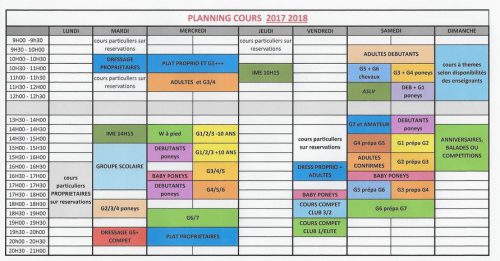 PLANNING COURS 2017 2018
LUNDI MARDI MERCREDI JEUDI VENDREDI SAMEDI DIMANCHE
9H00 -9h30
9H30 - 10H00
10H00 - 10H30
10H30 - 11H00
11H00 - 11H30
11H30 - 12H00
12H00 - 12H30
13H30 - 14H00
14H00 - 14H30
14H30 - 15H00
15H00 - 15H30
15H30 - 16H00
16H00 - 16H30
16H30 - 17H00
17H00 - 17H30
17H30 - 18H00
18H00 - 18H30
18H30 - 19H00
19H00 - 19H30
19H30 - 20H00
20H00 - 20H30
20H30 - 21H00
cours particuliers PROPRIETAIRES sur reservations
cours particuliers sur reservations
DRESSAGE PROPRIETAIRES
IME 14H15
GROUPE SCOLAIRE
G2/3/4 poneys
DRESSAGE G5+ COMPET
PLAT PROPRIO ET G5+++
ADULTES et G3/4
W à pied
G1/2/3 -10 ANS
DEBUTANTS poneys
G1/2/3 +10 ANS
G3/4/5
BABY PONEYS
DEBUTANTS poneys
G4/5/6
G6/7
PLAT PROPRIETAIRES
cours particuliers sur reservations
IME 10H15
cours particuliers sur reservations
DRESS PROPRIO + ADULTES
BABY PONEYS
COURS COMPET CLUB 3/2
COURS COMPET CLUB 1/ELITE
ADULTES DEBUTANTS
G5 + G6 chevaux
G3 + G4 poneys
ASLV
DEB + G1 poneys
G7 et AMATEUR
DEBUTANTS poneys
G4 prépa G5
G1 prépa G2
ADULTES CONFIRMES
G2 prépa G3
BABY PONEYS
G5 prépa G6
G3 prépa G4
G6 prépa G7
cours à themes selon disponibilités des enseignants
ANNIVERSAIRES, BALADES OU COMPETITIONS